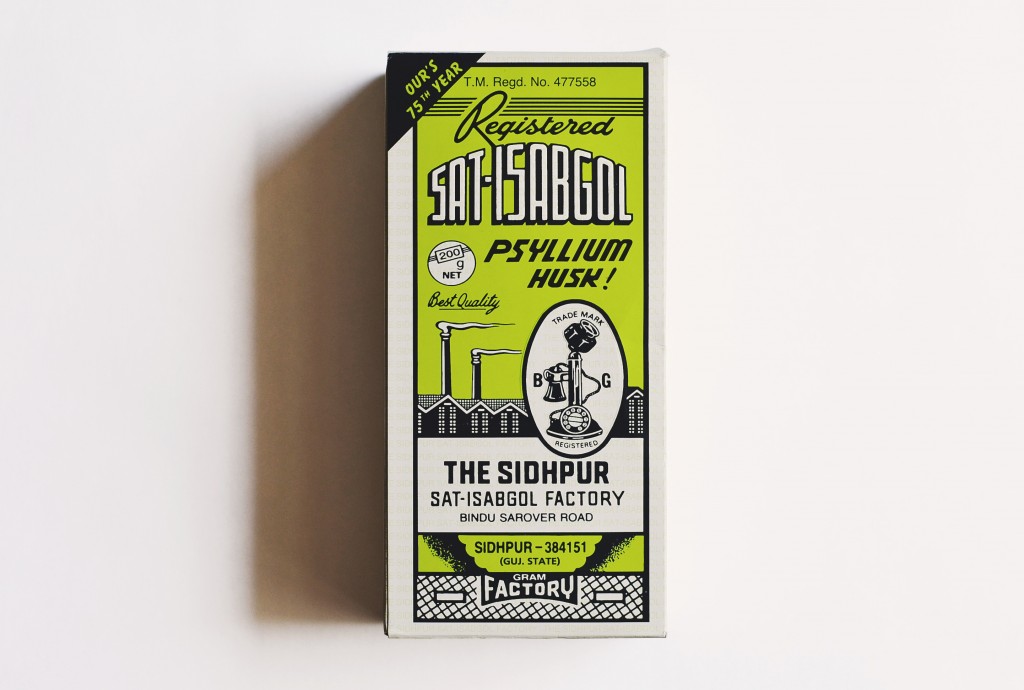 OUR'S
75TH YEAR
T.M. Regd. No. 477558
Registered
SAT-ISABGOL
PSYLLIUM
HUSK!
200
g
NET
Best Quality
TRADE MARK
B G
REGISTERED
THE SIDHPUR
SAT-ISABGOL FACTORY
BINDU SAROVER ROAD
SIDHPUR – 384151
(GUJ. STATE)
GRAM
FACTORY